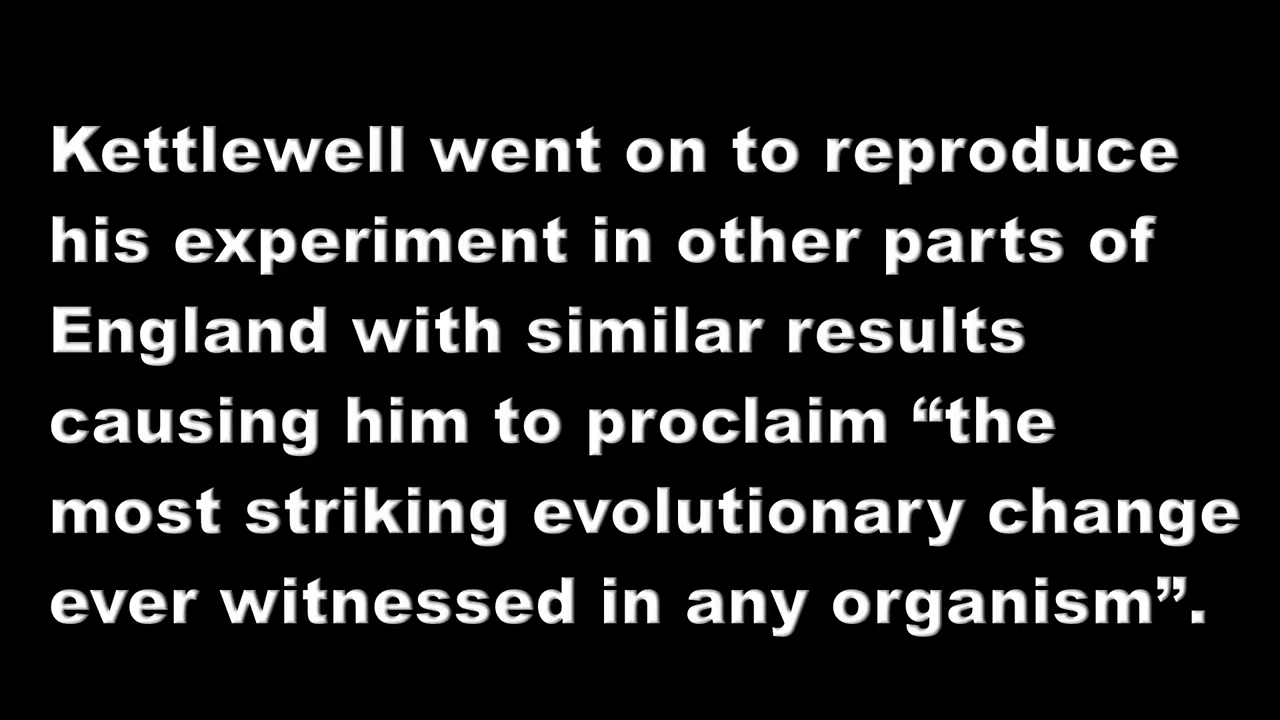 Kettlewell went on to reproduce
his experiment in other parts of
England with similar results
causing him to proclaim “the
most striking evolutionary change
ever witnessed in any organism”.